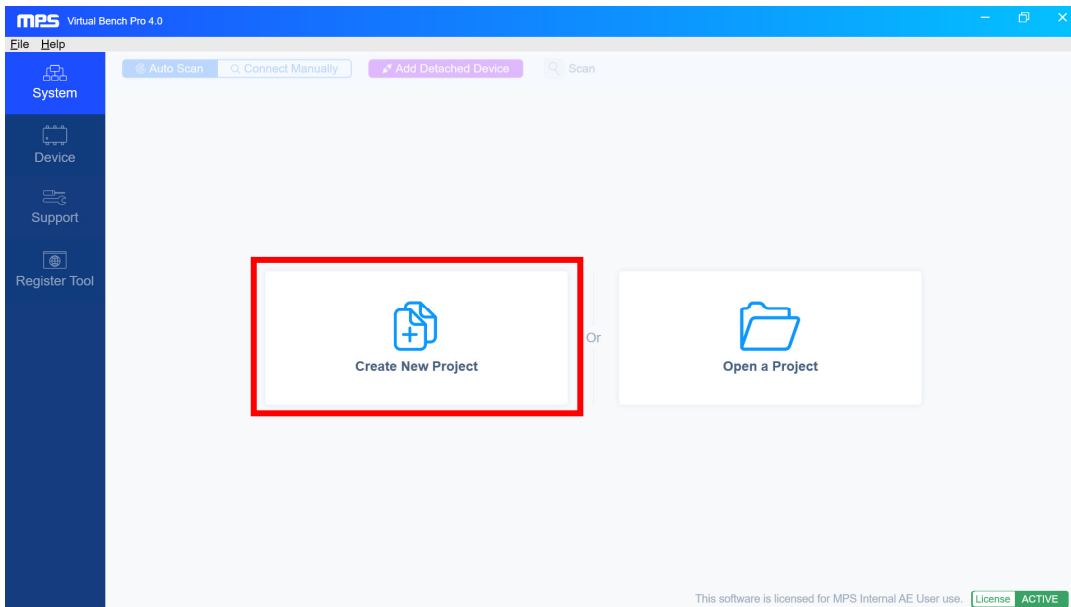 MPS Virtual Bench Pro 4.0
File Help
System
Auto Scan Connect Manually Add Detached Device Scan
Device
Support
Register Tool
Create New Project
Or
Open a Project
This software is licensed for MPS Internal AE User use. License ACTIVE